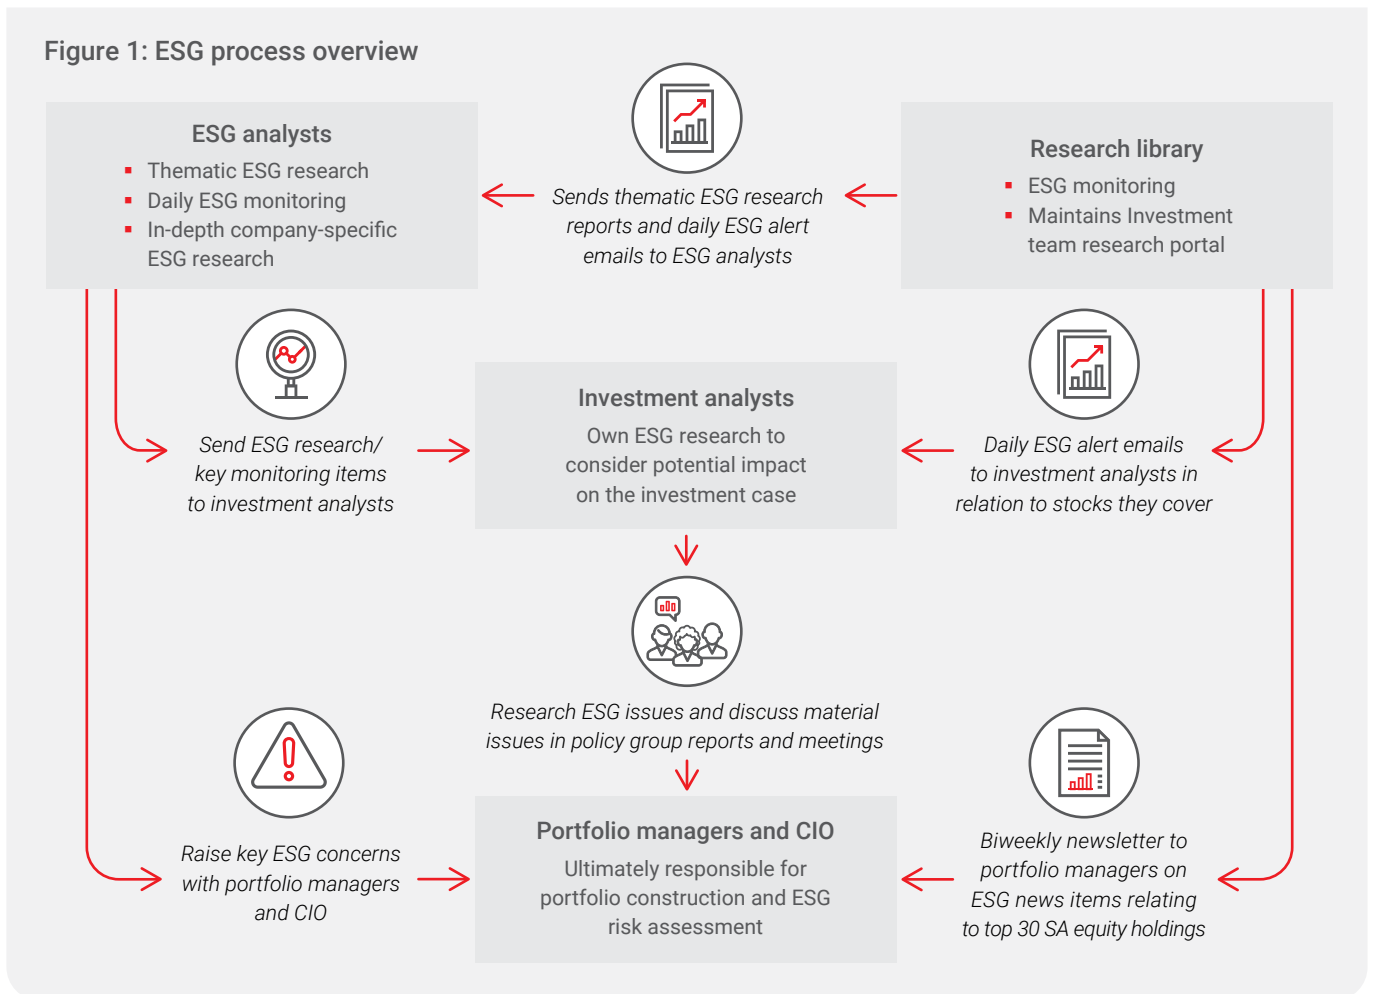 Figure 1: ESG process overview
ESG analysts
Thematic ESG research
Daily ESG monitoring
In-depth company-specific
ESG research
Sends thematic ESG research
reports and daily ESG alert
emails to ESG analysts
Research library
ESG monitoring
Maintains Investment
team research portal
Send ESG research/
key monitoring items
to investment analysts
Investment analysts
Own ESG research to
consider potential impact
on the investment case
Daily ESG alert emails
to investment analysts in
relation to stocks they cover
Research ESG issues and discuss material
issues in policy group reports and meetings
Raise key ESG concerns
with portfolio managers
and CIO
Portfolio managers and CIO
Ultimately responsible for
portfolio construction and ESG
risk assessment
Biweekly newsletter to
portfolio managers on
ESG news items relating
to top 30 SA equity holdings